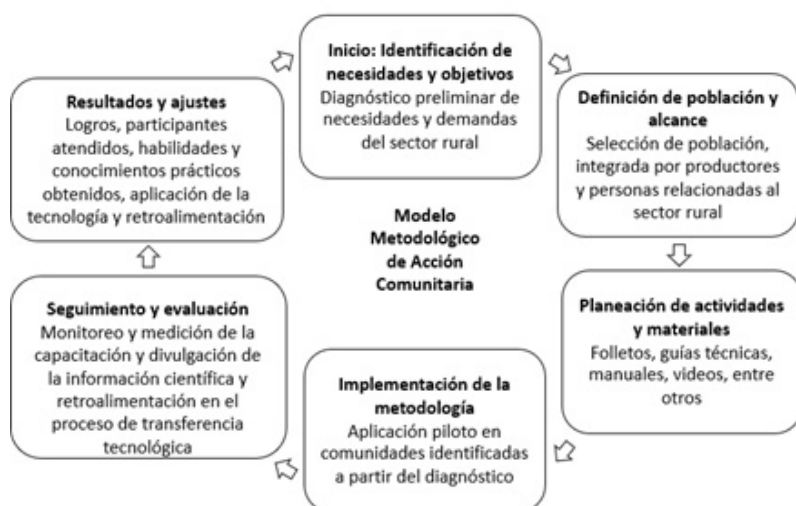 Inicio: Identificación de
necesidades y objetivos
Diagnóstico preliminar de
necesidades y demandas
del sector rural
Definición de población y
alcance
Selección de población,
integrada por productores
y personas relacionadas al
sector rural
Planeación de actividades
y materiales
Folletos, guías técnicas,
manuales, videos, entre
otros
Implementación de la
metodología
Aplicación piloto en
comunidades identificadas
a partir del diagnóstico
Seguimiento y evaluación
Monitoreo y medición de la
capacitación y divulgación de
la información científica y
retroalimentación en el
proceso de transferencia
tecnológica
Resultados y ajustes
Logros, participantes
atendidos, habilidades y
conocimientos prácticos
obtenidos, aplicación de la
tecnología y retroalimentación
Modelo
Metodológico
de Acción
Comunitaria